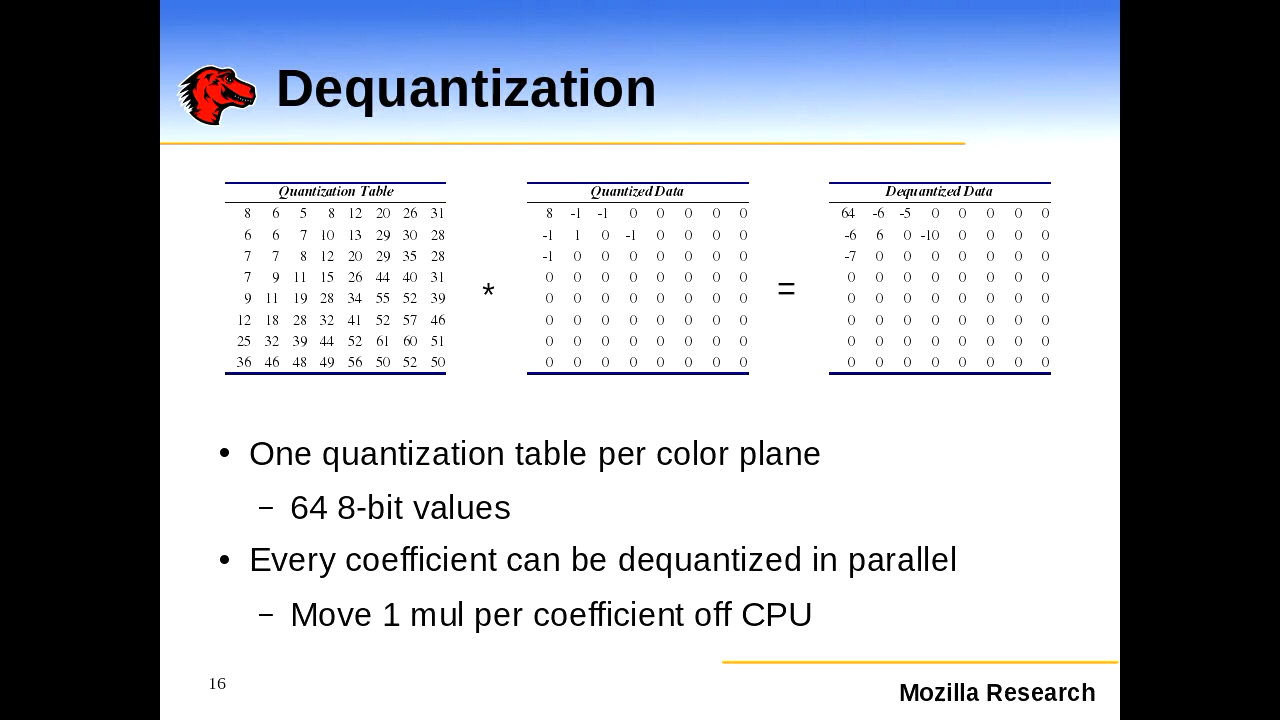 Dequantization
Quantization Table
8 6 5 8 12 20 26 31
6 6 7 10 13 29 30 28
7 7 8 12 20 29 35 28
7 9 11 15 26 44 40 31
9 11 19 28 34 55 52 39
12 18 28 32 41 52 57 46
25 32 39 44 52 61 60 51
36 46 48 49 56 50 52 50
*
Quantized Data
8 -1 -1 0 0 0 0 0
-1 1 0 -1 0 0 0 0
-1 0 0 0 0 0 0 0
0 0 0 0 0 0 0 0
0 0 0 0 0 0 0 0
0 0 0 0 0 0 0 0
0 0 0 0 0 0 0 0
0 0 0 0 0 0 0 0
=
Dequantized Data
64 -6 -5 0 0 0 0 0
-6 6 0 -10 0 0 0 0
-7 0 0 0 0 0 0 0
0 0 0 0 0 0 0 0
0 0 0 0 0 0 0 0
0 0 0 0 0 0 0 0
0 0 0 0 0 0 0 0
0 0 0 0 0 0 0 0
• One quantization table per color plane
– 64 8-bit values
• Every coefficient can be dequantized in parallel
– Move 1 mul per coefficient off CPU
16
Mozilla Research